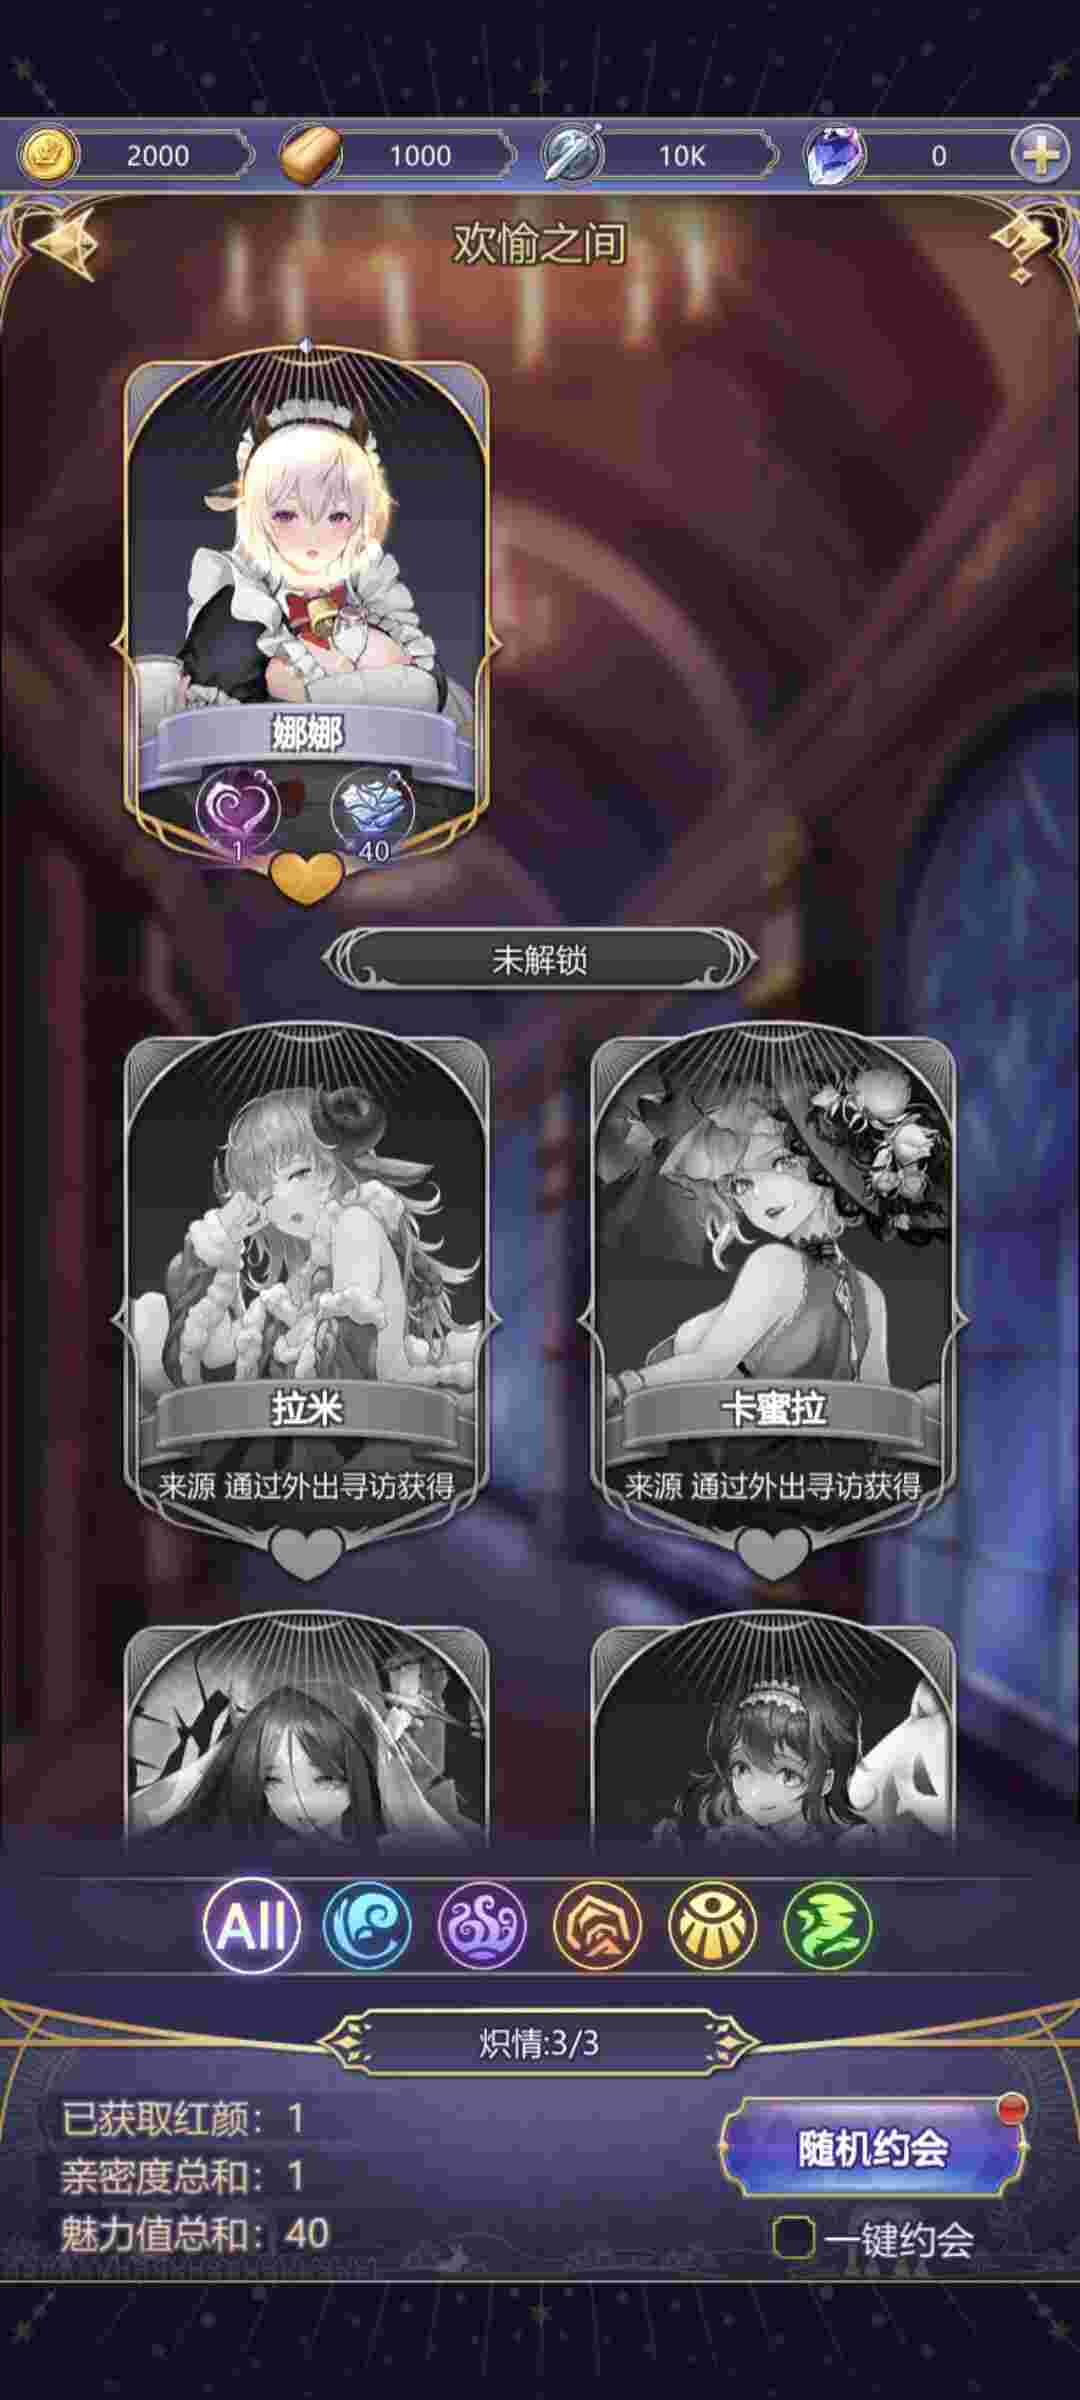 2000
1000
10K
0
欢愉之间
娜娜
1
40
未解锁
拉米
卡蜜拉
来源 通过外出寻访获得
来源 通过外出寻访获得
All
炽情:3/3
已获取红颜：1
亲密度总和：1
魅力值总和：40
随机约会
一键约会